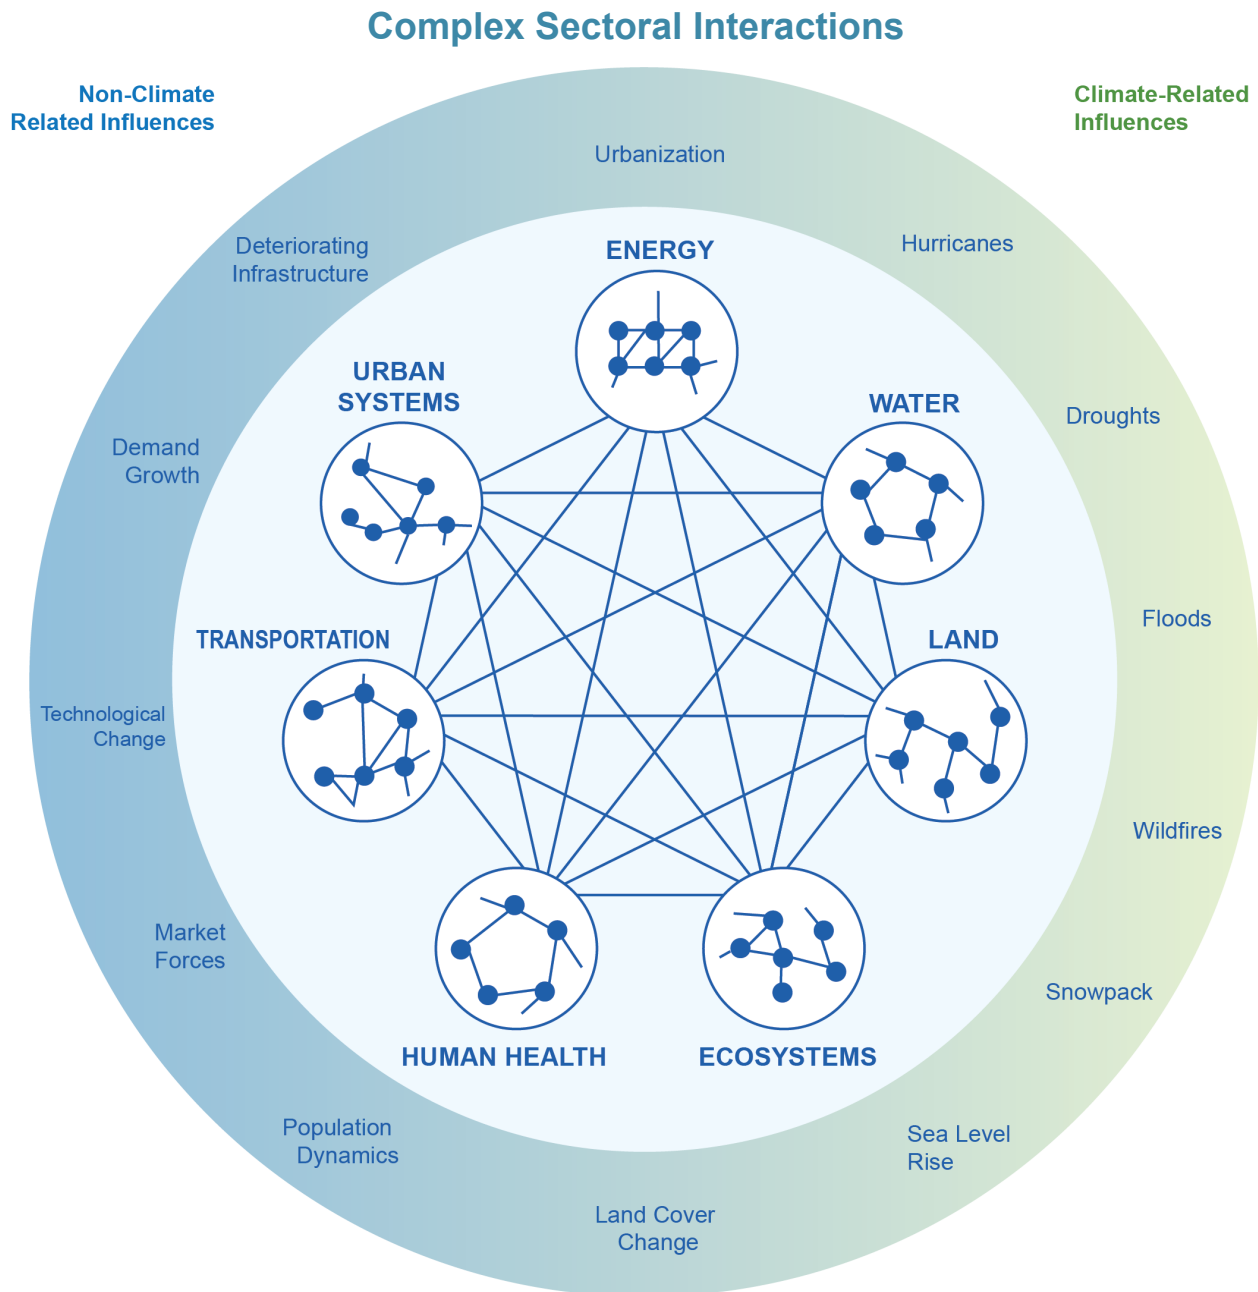 Complex Sectoral Interactions
Non-Climate
Related Influences
Climate-Related
Influences
Urbanization
Deteriorating
Infrastructure
Hurricanes
ENERGY
URBAN
SYSTEMS
WATER
Droughts
Demand
Growth
Floods
TRANSPORTATION
LAND
Technological
Change
Wildfires
Market
Forces
Snowpack
HUMAN HEALTH
ECOSYSTEMS
Population
Dynamics
Sea Level
Rise
Land Cover
Change